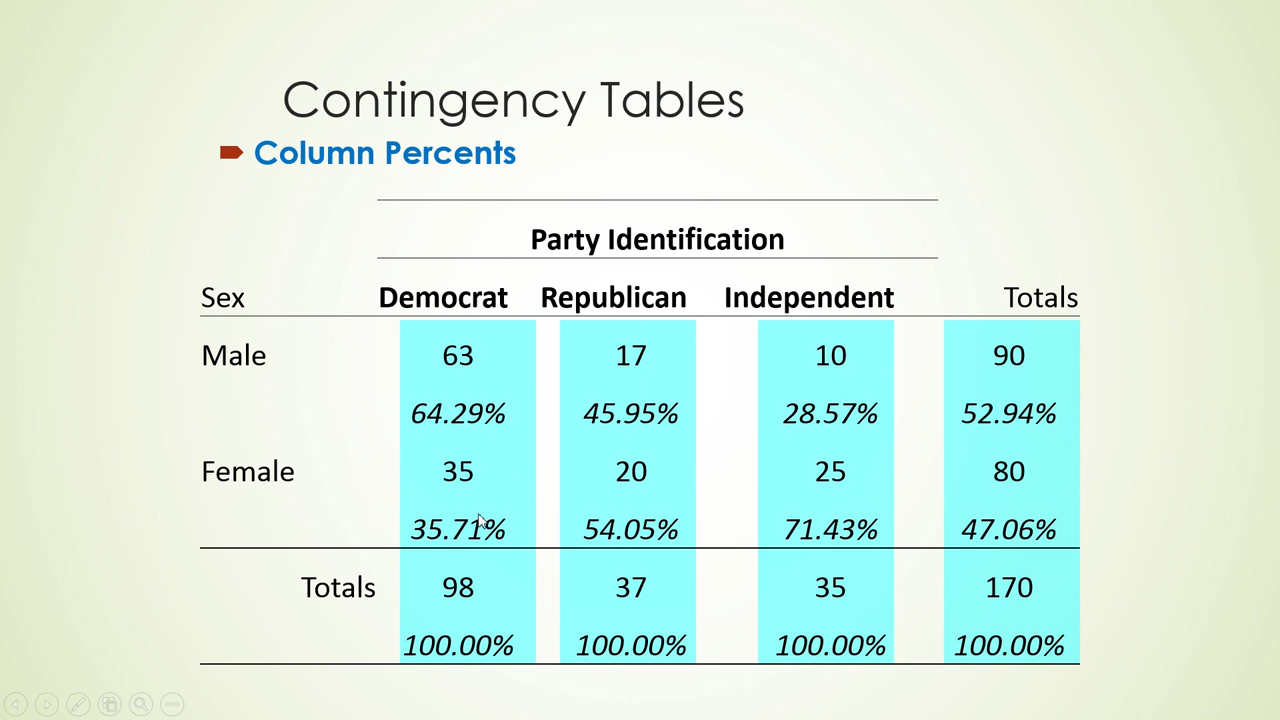 Contingency Tables
Column Percents
Party Identification
Sex Democrat Republican Independent Totals
Male 63 17 10 90
64.29% 45.95% 28.57% 52.94%
Female 35 20 25 80
35.71% 54.05% 71.43% 47.06%
Totals 98 37 35 170
100.00% 100.00% 100.00% 100.00%